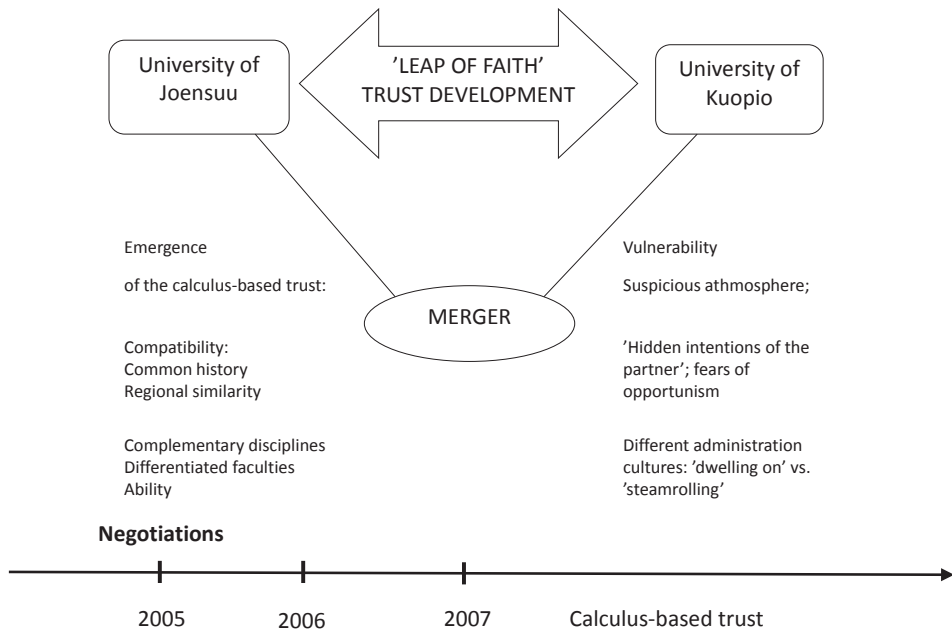 University of
Joensuu
’LEAP OF FAITH’
TRUST DEVELOPMENT
University of
Kuopio
Emergence
of the calculus-based trust:
Compatibility:
Common history
Regional similarity
Complementary disciplines
Differentiated faculties
Ability
MERGER
Vulnerability
Suspicious athmosphere;
’Hidden intentions of the
partner’; fears of
opportunism
Different administration
cultures: ’dwelling on’ vs.
’steamrolling’
Negotiations
2005
2006
2007
Calculus-based trust